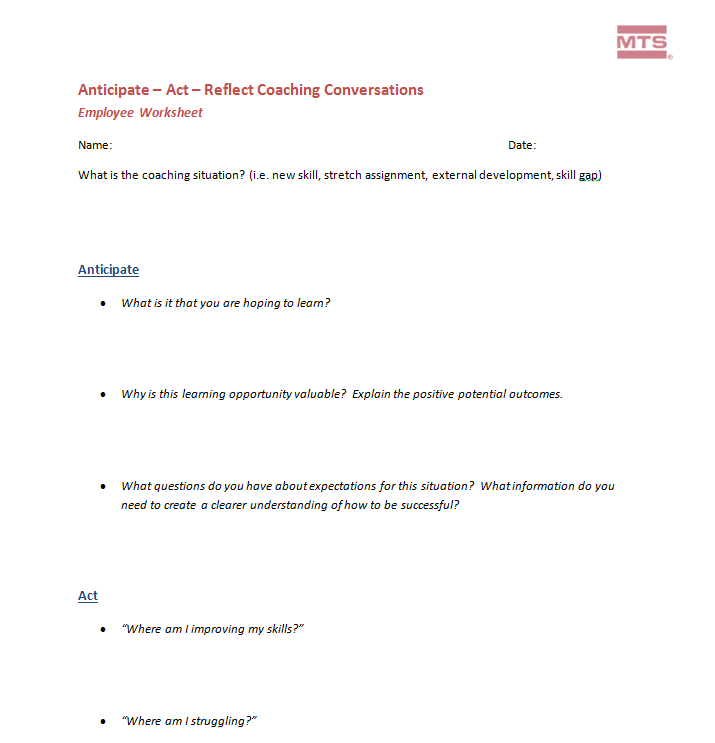 MTS®
Anticipate – Act – Reflect Coaching Conversations
Employee Worksheet
Name: Date:
What is the coaching situation? (i.e. new skill, stretch assignment, external development, skill gap)
Anticipate
• What is it that you are hoping to learn?
• Why is this learning opportunity valuable? Explain the positive potential outcomes.
• What questions do you have about expectations for this situation? What information do you
need to create a clearer understanding of how to be successful?
Act
• “Where am I improving my skills?”
• “Where am I struggling?”